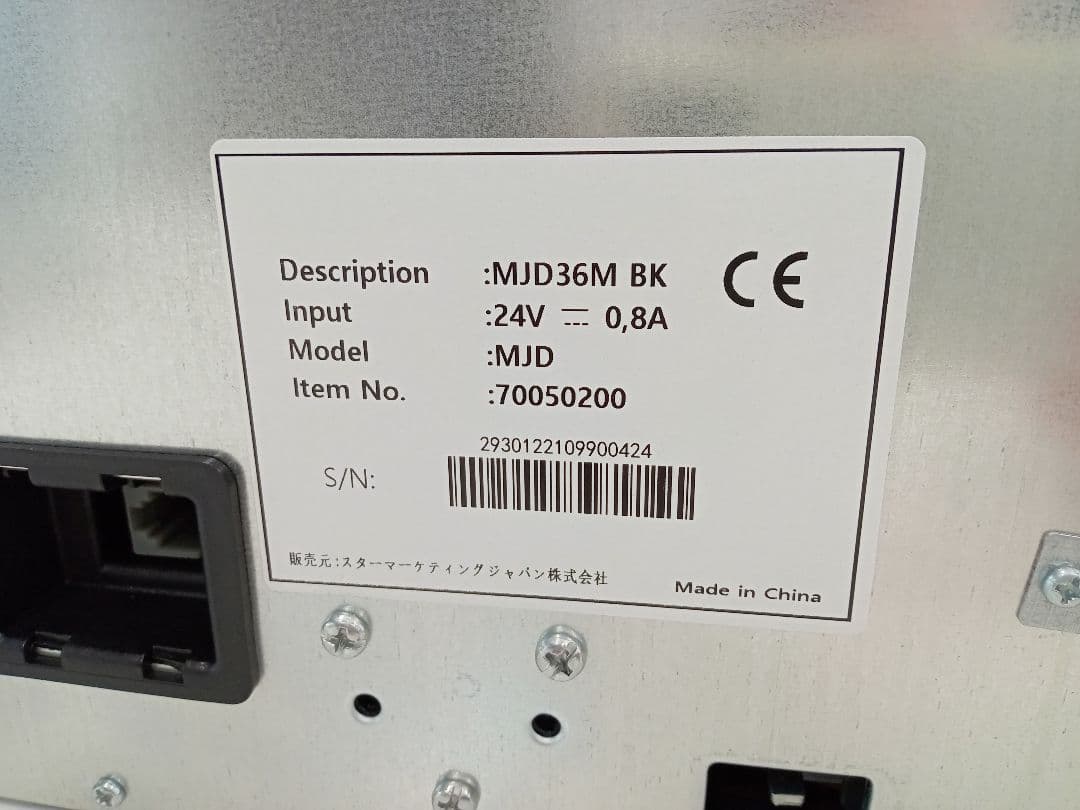 Description :MJD36M BK
CE
Input :24V ⎓ 0,8A
Model :MJD
Item No. :70050200
2930122109900424
S/N:
販売元:スターマーケティングジャパン株式会社
Made in China